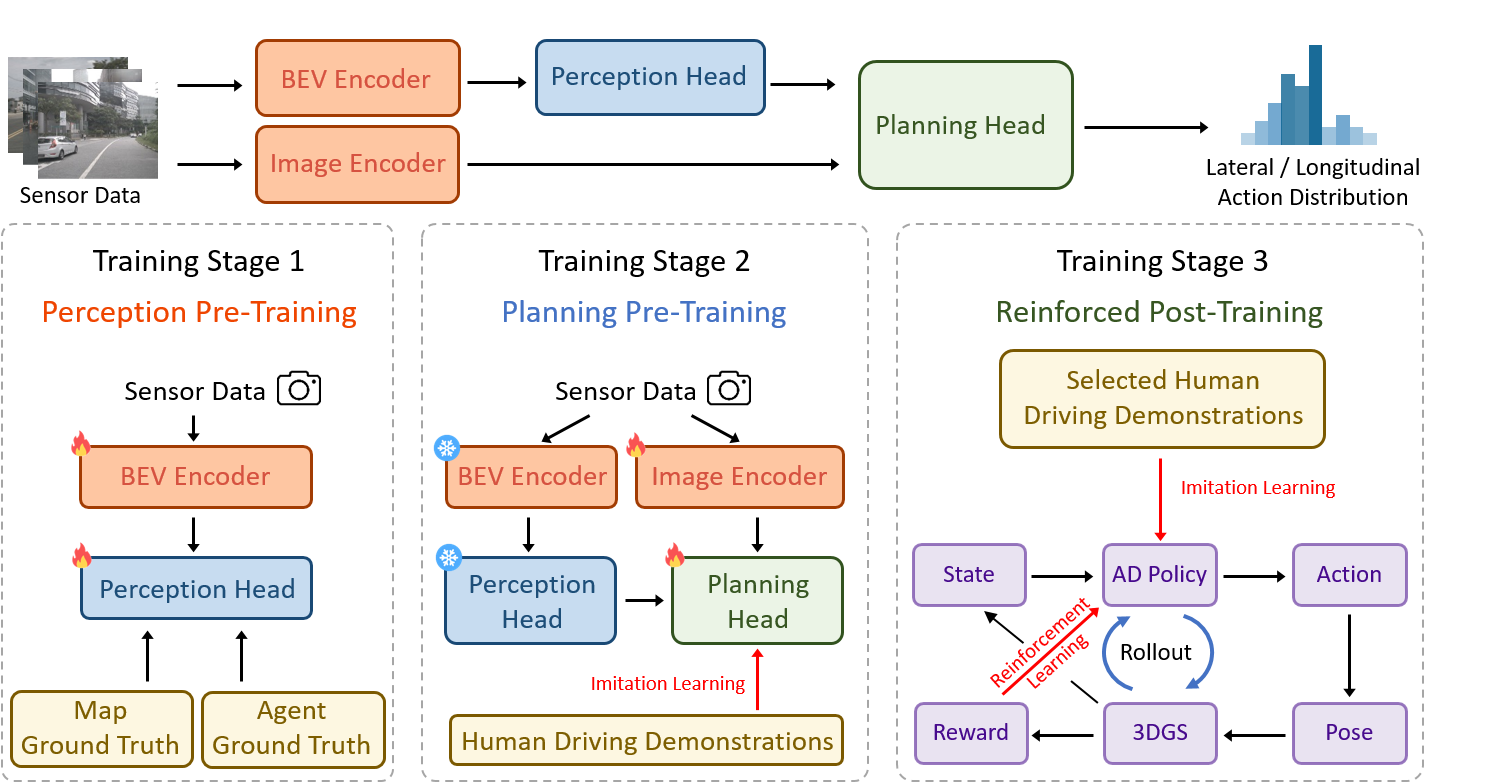 BEV Encoder
Perception Head
Planning Head
Image Encoder
Sensor Data
Lateral / Longitudinal
Action Distribution
Training Stage 1
Perception Pre-Training
Sensor Data
BEV Encoder
Perception Head
Map
Ground Truth
Agent
Ground Truth
Training Stage 2
Planning Pre-Training
Sensor Data
BEV Encoder
Image Encoder
Perception
Head
Planning
Head
Imitation Learning
Human Driving Demonstrations
Training Stage 3
Reinforced Post-Training
Selected Human
Driving Demonstrations
Imitation Learning
State
AD Policy
Action
Reinforcement
Learning
Rollout
Reward
3DGS
Pose